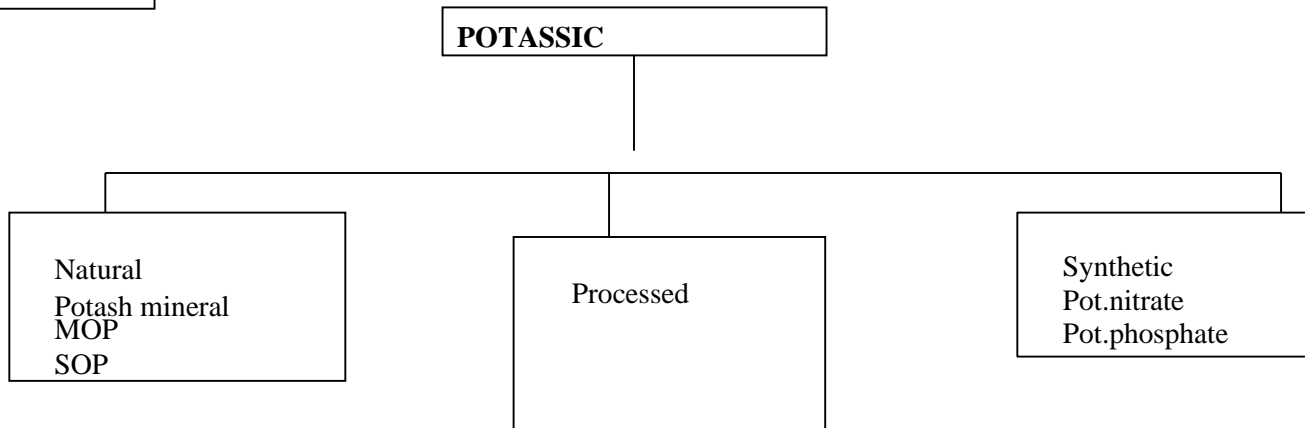 POTASSIC
Natural
Potash mineral
MOP
SOP
Processed
Synthetic
Pot.nitrate
Pot.phosphate